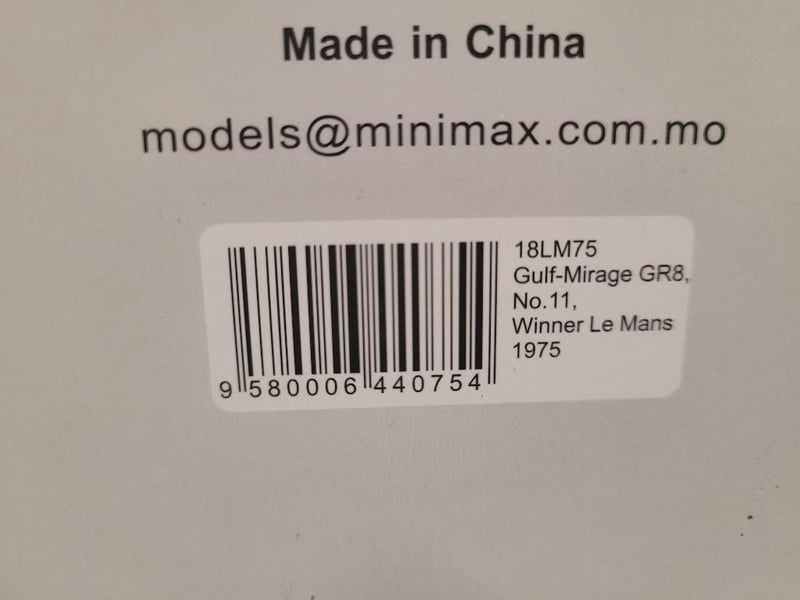 Made in China
models@minimax.com.mo
18LM75
Gulf-Mirage GR8,
No.11,
Winner Le Mans
1975
9 580006 440754